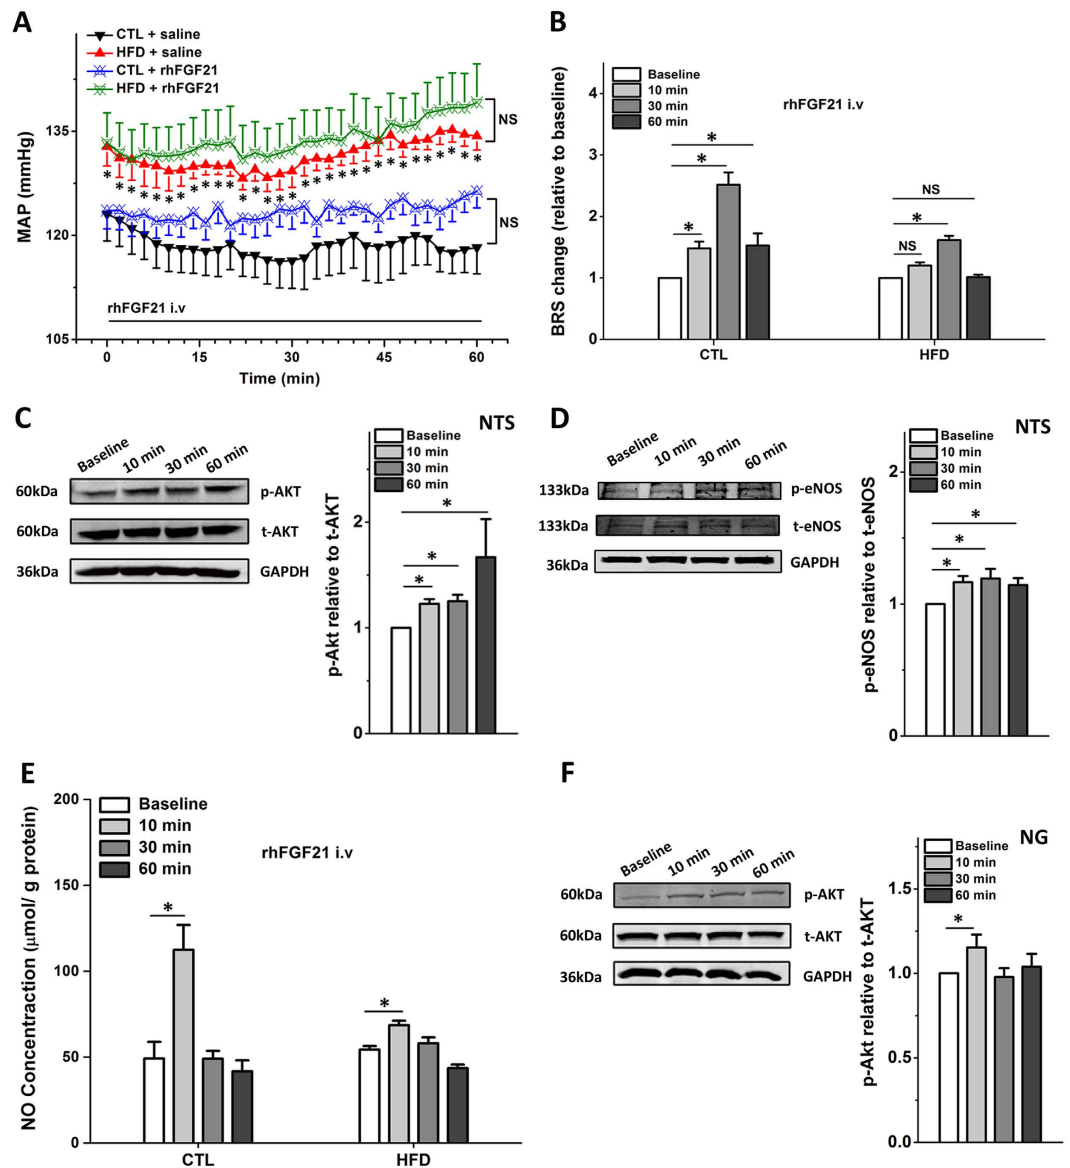 A
CTL + saline
HFD + saline
CTL + rhFGF21
HFD + rhFGF21
MAP (mmHg)
135
120
105
NS
NS
* * * * * * * * * * * * * * * * * * * * * * * * * * * * *
rhFGF21 i.v
0 15 30 45 60
Time (min)
B
Baseline
10 min
30 min
60 min
rhFGF21 i.v
BRS change (relative to baseline)
4
3
2
1
0
*
*
*
NS
*
NS
CTL HFD
C
Baseline 10 min 30 min 60 min
60kDa p-AKT
60kDa t-AKT
36kDa GAPDH
NTS
Baseline
10 min
30 min
60 min
p-Akt relative to t-AKT
2
1
0
*
*
*
D
Baseline 10 min 30 min 60 min
133kDa p-eNOS
133kDa t-eNOS
36kDa GAPDH
NTS
Baseline
10 min
30 min
60 min
p-eNOS relative to t-eNOS
2
1
0
*
*
*
E
Baseline
10 min
30 min
60 min
rhFGF21 i.v
NO Concentration (μmol/ g protein)
200
150
100
50
0
*
*
CTL HFD
F
Baseline 10 min 30 min 60 min
60kDa p-AKT
60kDa t-AKT
36kDa GAPDH
NG
Baseline
10 min
30 min
60 min
p-Akt relative to t-AKT
1.5
1.0
0.5
0.0
*